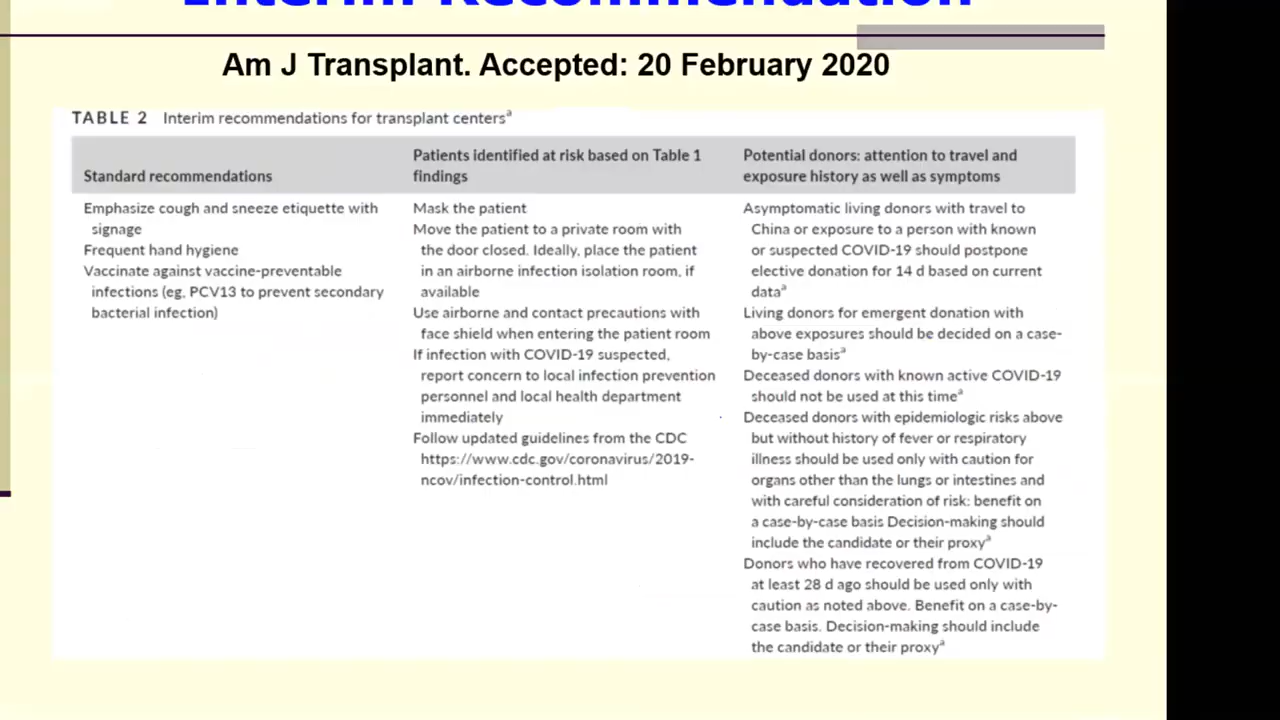 Interim Recommendation
Am J Transplant. Accepted: 20 February 2020
TABLE 2 Interim recommendations for transplant centersª
Standard recommendations
Emphasize cough and sneeze etiquette with
signage
Frequent hand hygiene
Vaccinate against vaccine-preventable
infections (eg, PCV13 to prevent secondary
bacterial infection)
Patients identified at risk based on Table 1
findings
Mask the patient
Move the patient to a private room with
the door closed. Ideally, place the patient
in an airborne infection isolation room, if
available
Use airborne and contact precautions with
face shield when entering the patient room
If infection with COVID-19 suspected,
report concern to local infection prevention
personnel and local health department
immediately
Follow updated guidelines from the CDC
https://www.cdc.gov/coronavirus/2019-
ncov/infection-control.html
Potential donors: attention to travel and
exposure history as well as symptoms
Asymptomatic living donors with travel to
China or exposure to a person with known
or suspected COVID-19 should postpone
elective donation for 14 d based on current
dataª
Living donors for emergent donation with
above exposures should be decided on a case-
by-case basisª
Deceased donors with known active COVID-19
should not be used at this timeª
Deceased donors with epidemiologic risks above
but without history of fever or respiratory
illness should be used only with caution for
organs other than the lungs or intestines and
with careful consideration of risk: benefit on
a case-by-case basis Decision-making should
include the candidate or their proxyª
Donors who have recovered from COVID-19
at least 28 d ago should be used only with
caution as noted above. Benefit on a case-by-
case basis. Decision-making should include
the candidate or their proxyª